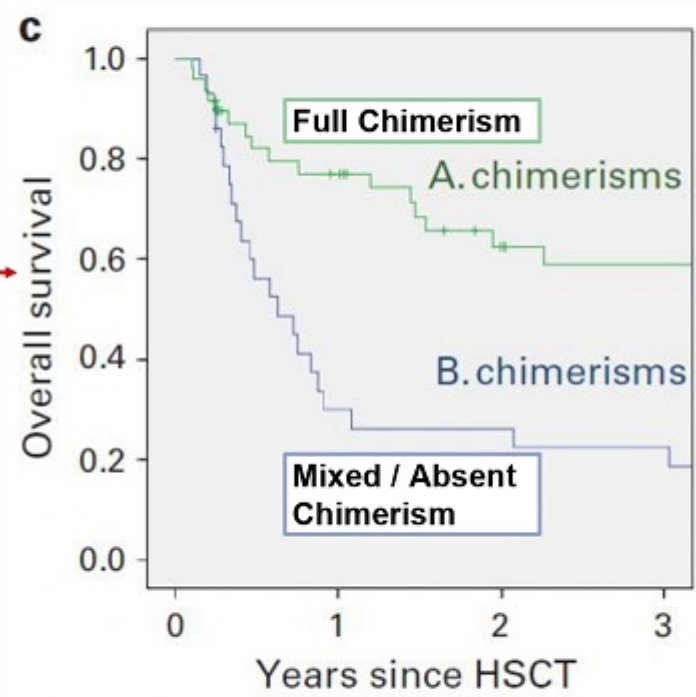 c
1.0
Full Chimerism
0.8
A. chimerisms
0.6
Overall survival
0.4
B. chimerisms
0.2
Mixed / Absent
Chimerism
0.0
0 1 2 3
Years since HSCT